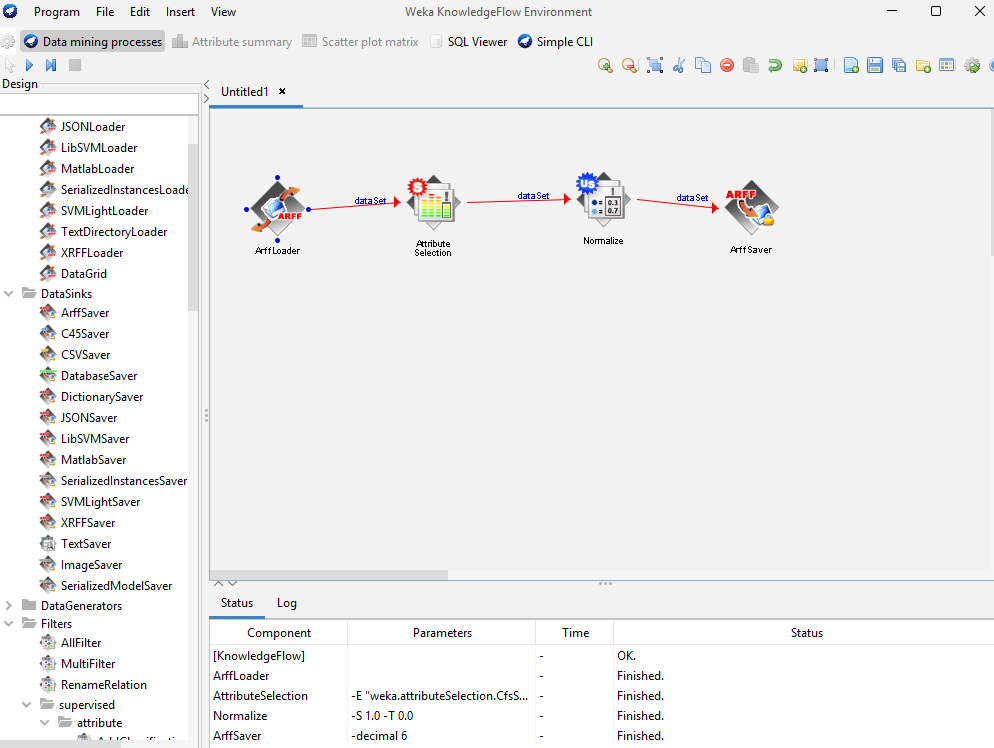 Program File Edit Insert View Weka KnowledgeFlow Environment
Data mining processes Attribute summary Scatter plot matrix SQL Viewer Simple CLI
Design
Untitled1
JSONLoader
LibSVMLoader
MatlabLoader
SerializedInstancesLoade
SVMLightLoader
TextDirectoryLoader
XRFFLoader
DataGrid
DataSinks
ArffSaver
C45Saver
CSVSaver
DatabaseSaver
DictionarySaver
JSONSaver
LibSVMSaver
MatlabSaver
SerializedInstancesSaver
SVMLightSaver
XRFFSaver
TextSaver
ImageSaver
SerializedModelSaver
DataGenerators
Filters
AllFilter
MultiFilter
RenameRelation
supervised
attribute
ARFF
ArffLoader
dataSet
S
Attribute
Selection
dataSet
US
0.3
0.7
Normalize
dataSet
ARFF
ArffSaver
Status Log
Component Parameters Time Status
[KnowledgeFlow] - OK.
ArffLoader - Finished.
AttributeSelection -E "weka.attributeSelection.CfsS... - Finished.
Normalize -S 1.0 -T 0.0 - Finished.
ArffSaver -decimal 6 - Finished.